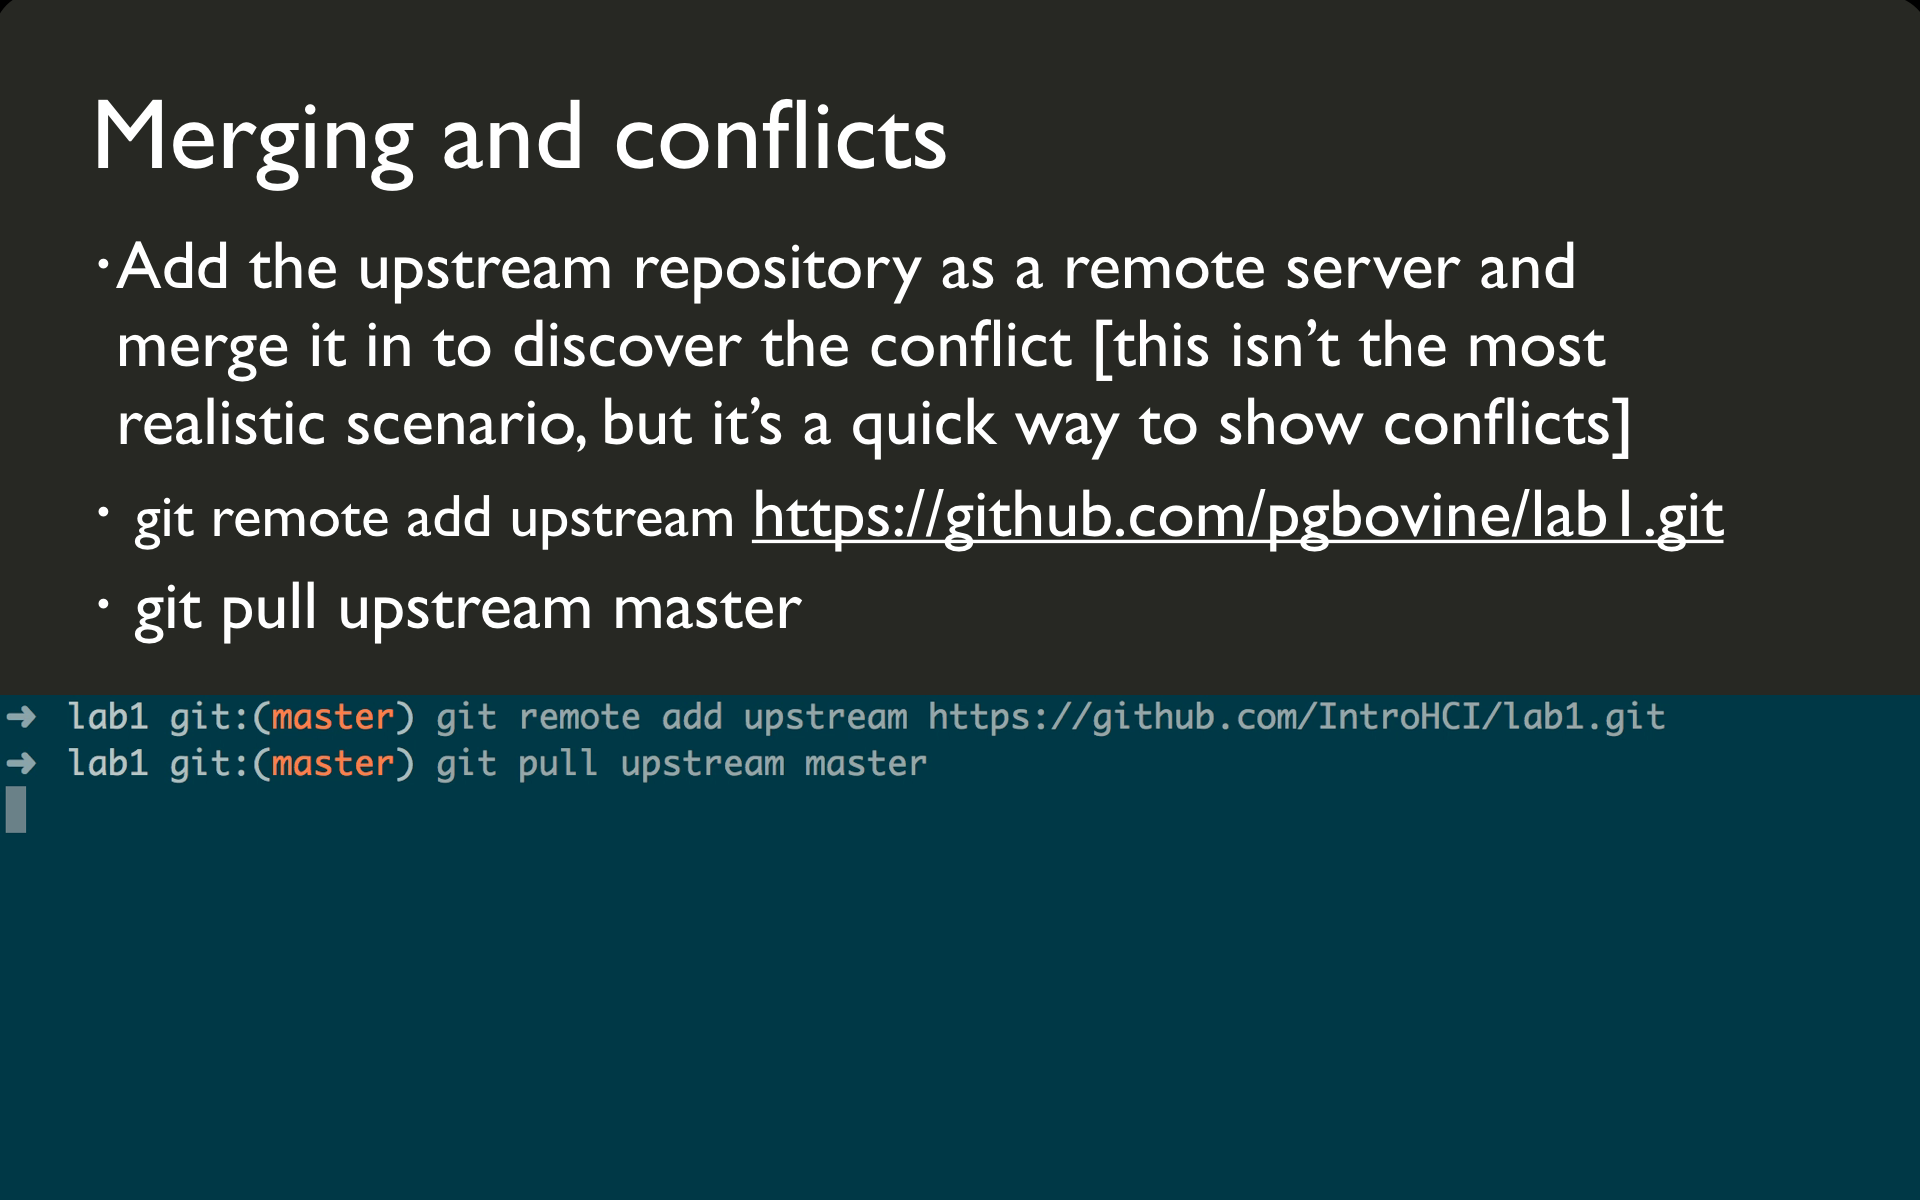 Merging and conflicts
•Add the upstream repository as a remote server and
merge it in to discover the conflict [this isn’t the most
realistic scenario, but it’s a quick way to show conflicts]
• git remote add upstream https://github.com/pgbovine/lab1.git
• git pull upstream master
➜ lab1 git:(master) git remote add upstream https://github.com/IntroHCI/lab1.git
➜ lab1 git:(master) git pull upstream master